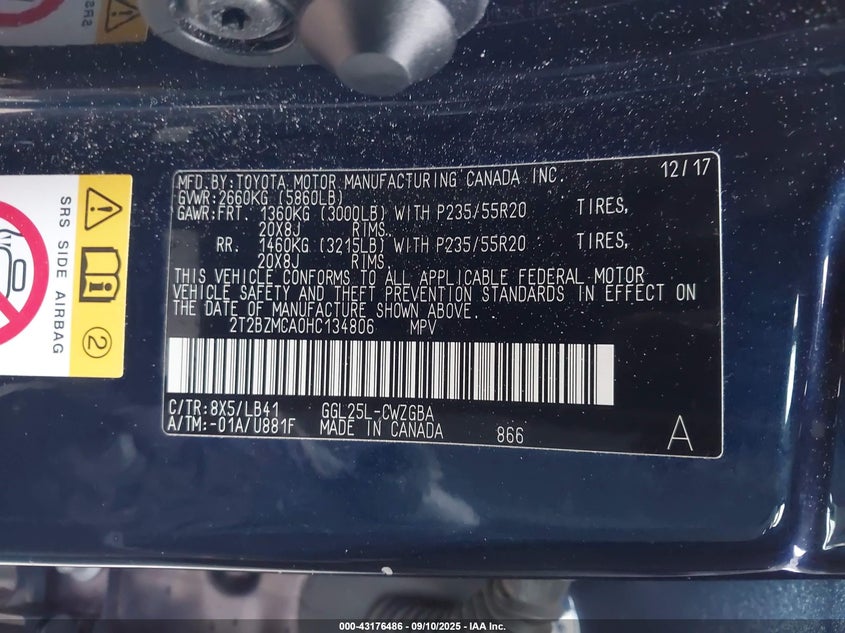 SRS S
MFD.BY:TOYOTA MOTOR MANUFACTURING CANADA INC. 12/17
GVWR:2660KG (5860LB)
GAWR:FRT. 1360KG (3000LB) WITH P235/55R20 TIRES,
20X8J RIMS.
RR. 1460KG (3215LB) WITH P235/55R20 TIRES,
20X8J RIMS.
THIS VEHICLE CONFORMS TO ALL APPLICABLE FEDERAL MOTOR
VEHICLE SAFETY AND THEFT PREVENTION STANDARDS IN EFFECT ON
THE DATE OF MANUFACTURE SHOWN ABOVE.
2T2BZMCA0HC134806 MPV
C/TR:8X5/LB41 GGL25L-CWZGBA
A/TM:-01A/U881F MADE IN CANADA 866 A
SRS SIDE AIRBAG
2
000-43176486 - 09/10/2025 - IAA Inc.